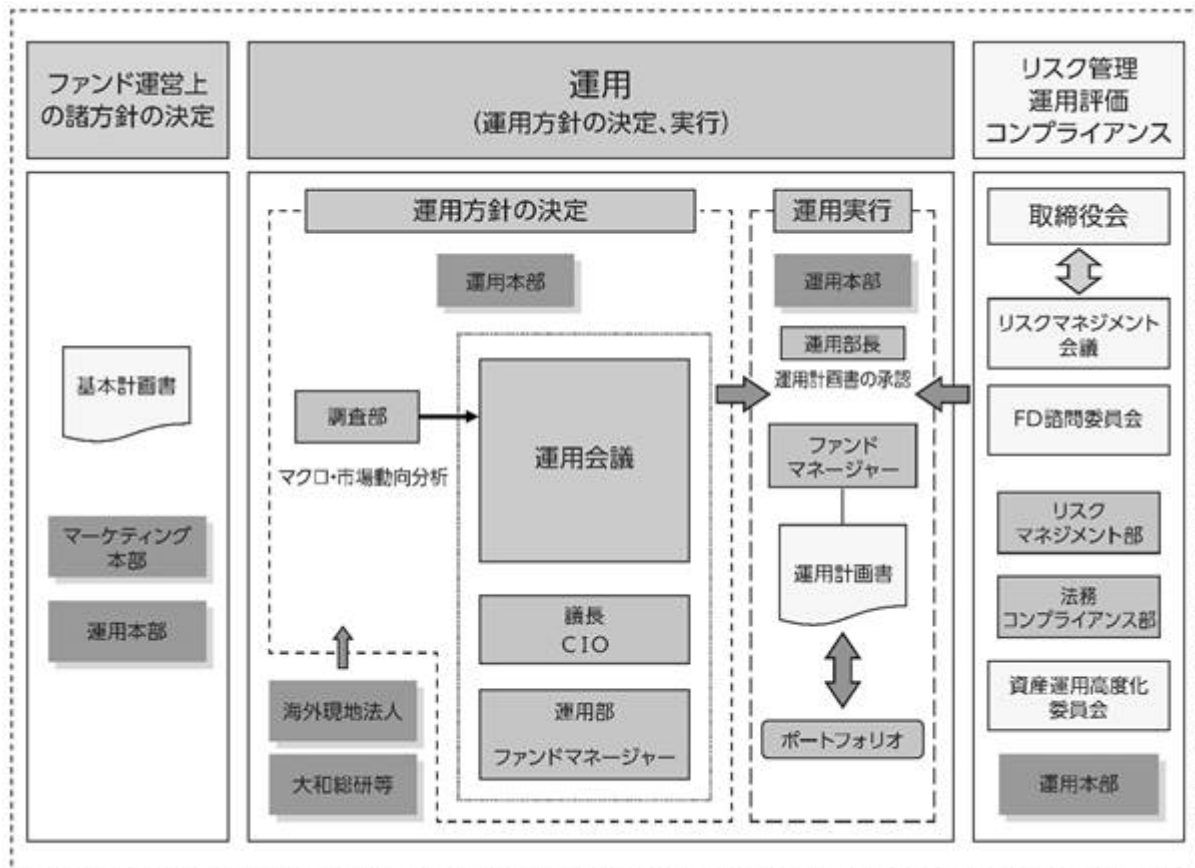 ファンド運営上
の諸方針の決定
運用
(運用方針の決定、実行)
リスク管理
運用評価
コンプライアンス
基本計画書
マーケティング
本部
運用本部
運用方針の決定
運用本部
調査部
マクロ・市場動向分析
運用会議
議長
CIO
運用部
ファンドマネージャー
海外現地法人
大和総研等
運用実行
運用本部
運用部長
運用計画書の承認
ファンド
マネージャー
運用計画書
ポートフォリオ
取締役会
リスクマネジメント
会議
FD諮問委員会
リスク
マネジメント部
法務
コンプライアンス部
資産運用高度化
委員会
運用本部